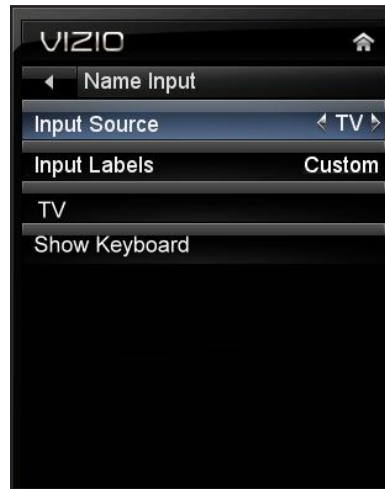 VIZIO
Name Input
Input Source TV
Input Labels Custom
TV
Show Keyboard